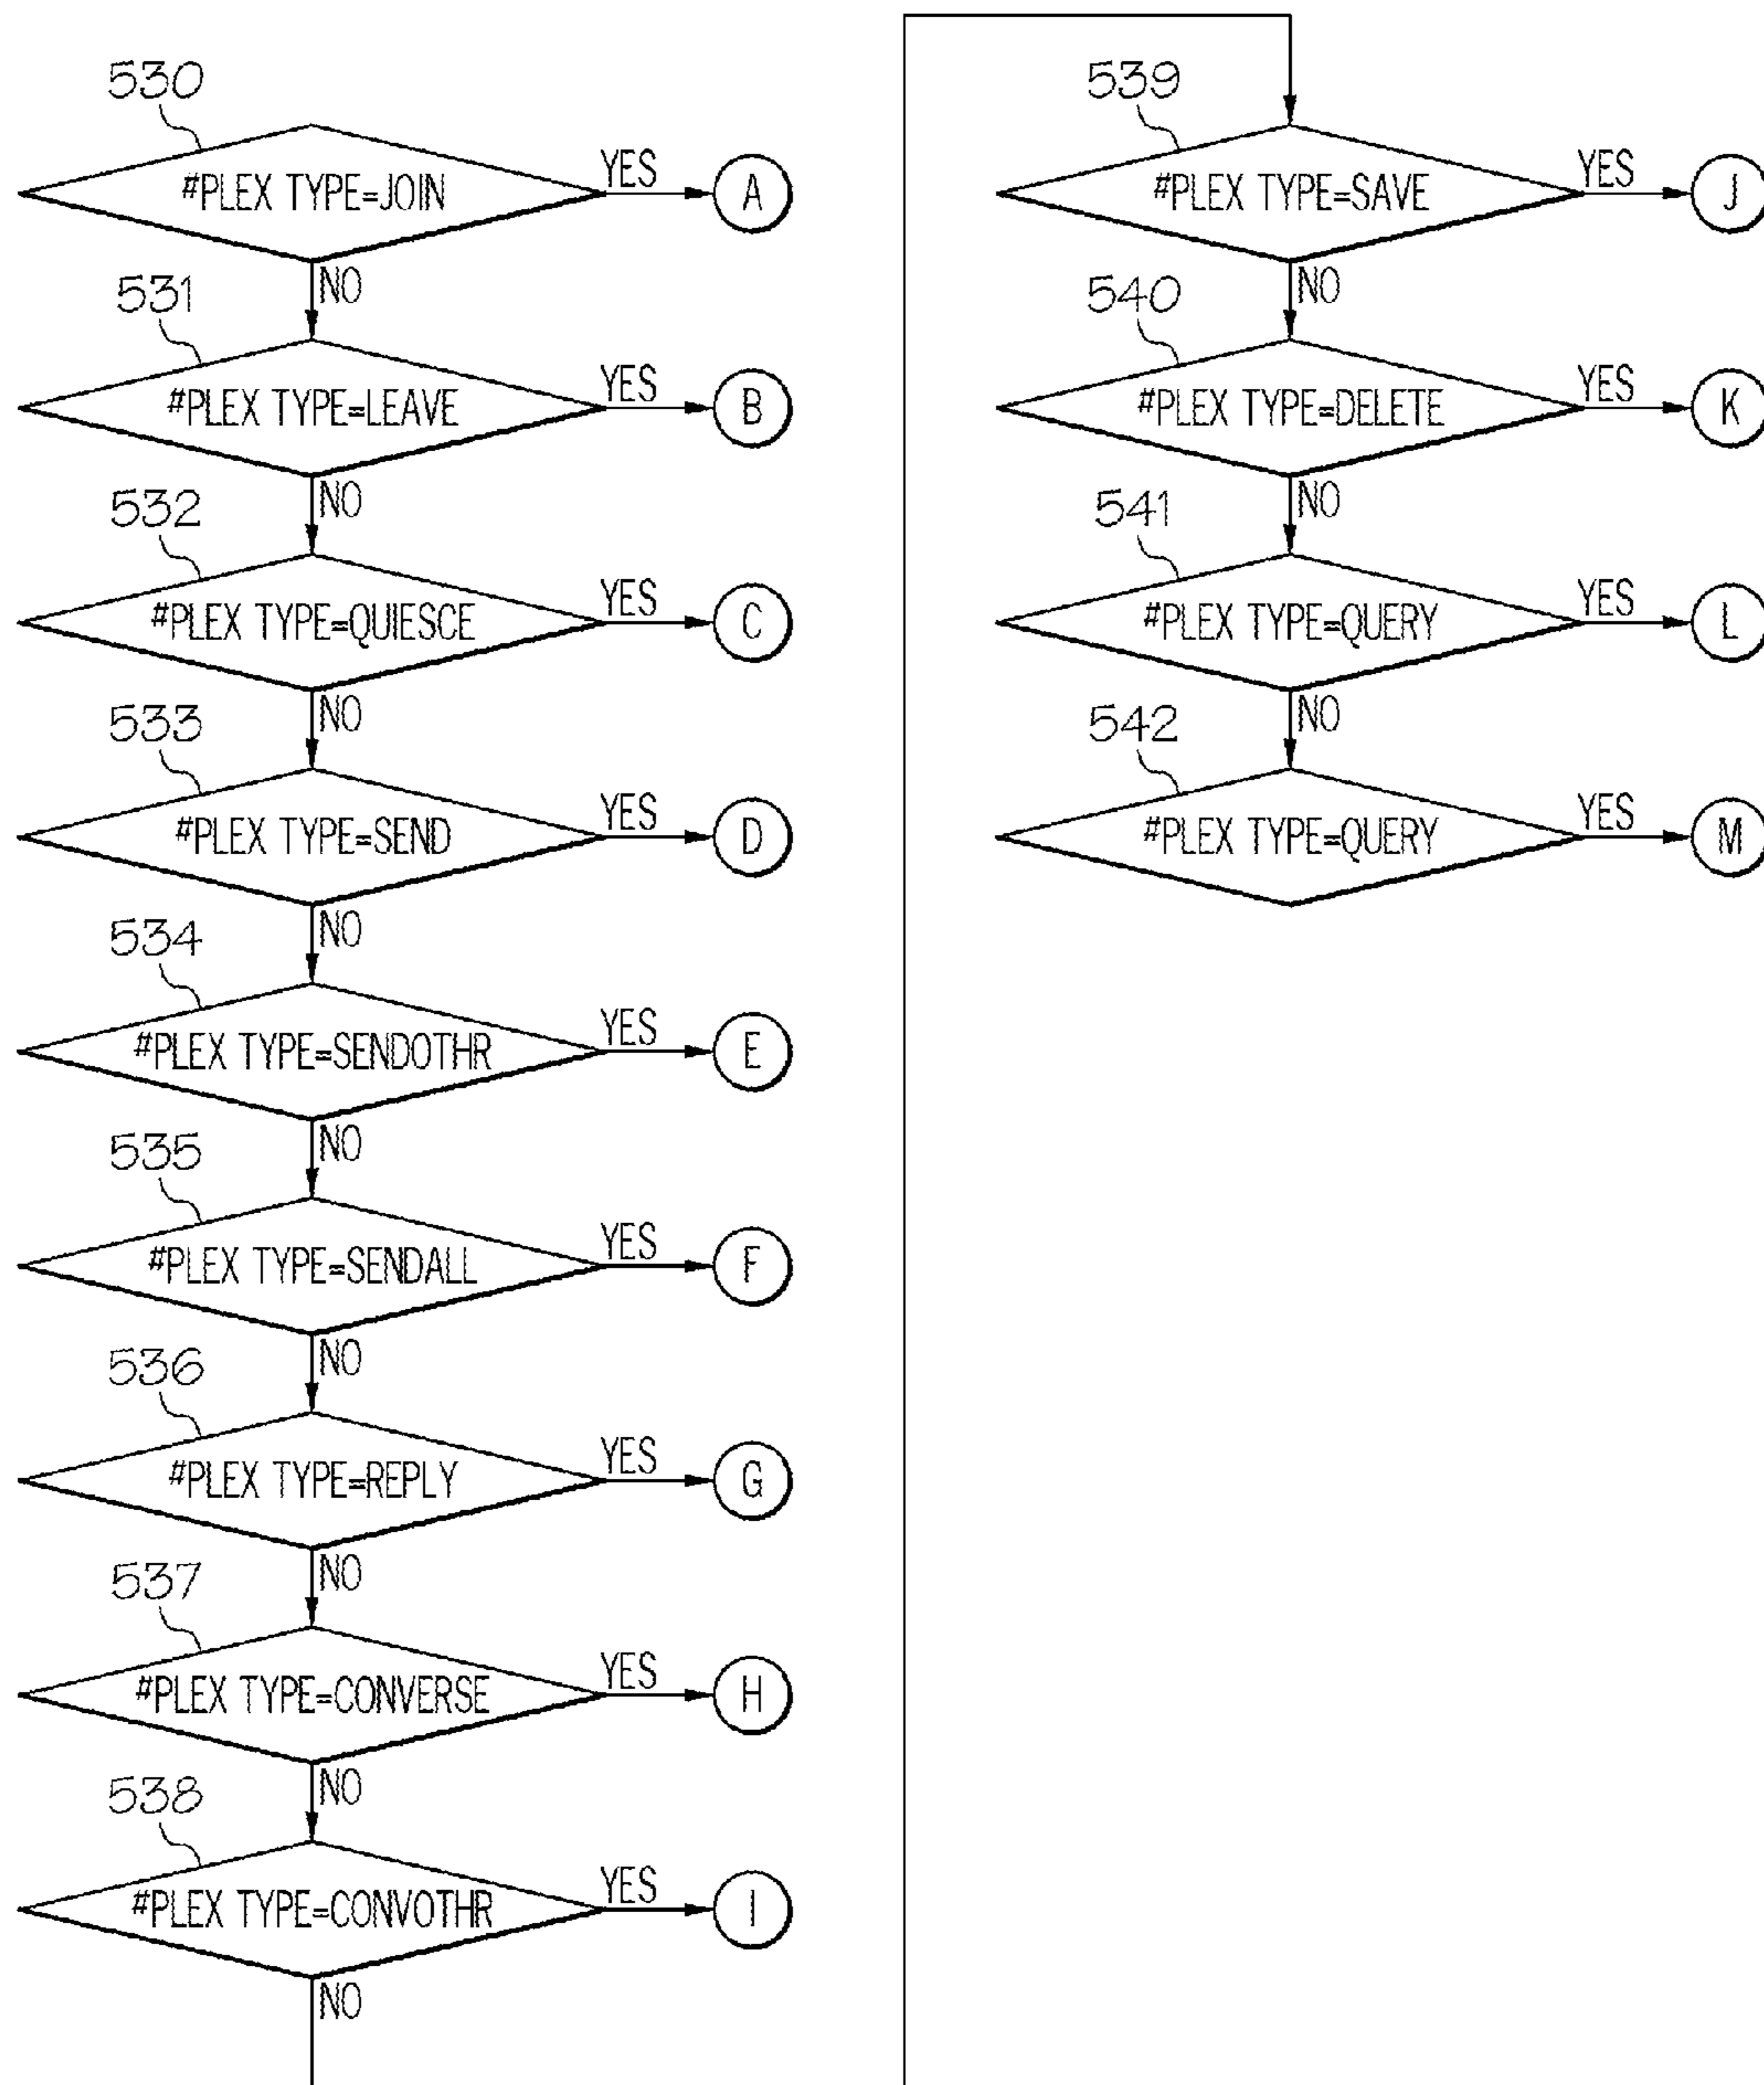 530
#PLEX TYPE=JOIN
YES
A
NO
531
#PLEX TYPE=LEAVE
YES
B
NO
532
#PLEX TYPE=QUIESCE
YES
C
NO
533
#PLEX TYPE=SEND
YES
D
NO
534
#PLEX TYPE=SENDOTHR
YES
E
NO
535
#PLEX TYPE=SENDALL
YES
F
NO
536
#PLEX TYPE=REPLY
YES
G
NO
537
#PLEX TYPE=CONVERSE
YES
H
NO
538
#PLEX TYPE=CONVOTHR
YES
I
NO
539
#PLEX TYPE=SAVE
YES
J
NO
540
#PLEX TYPE=DELETE
YES
K
NO
541
#PLEX TYPE=QUERY
YES
L
NO
542
#PLEX TYPE=QUERY
YES
M